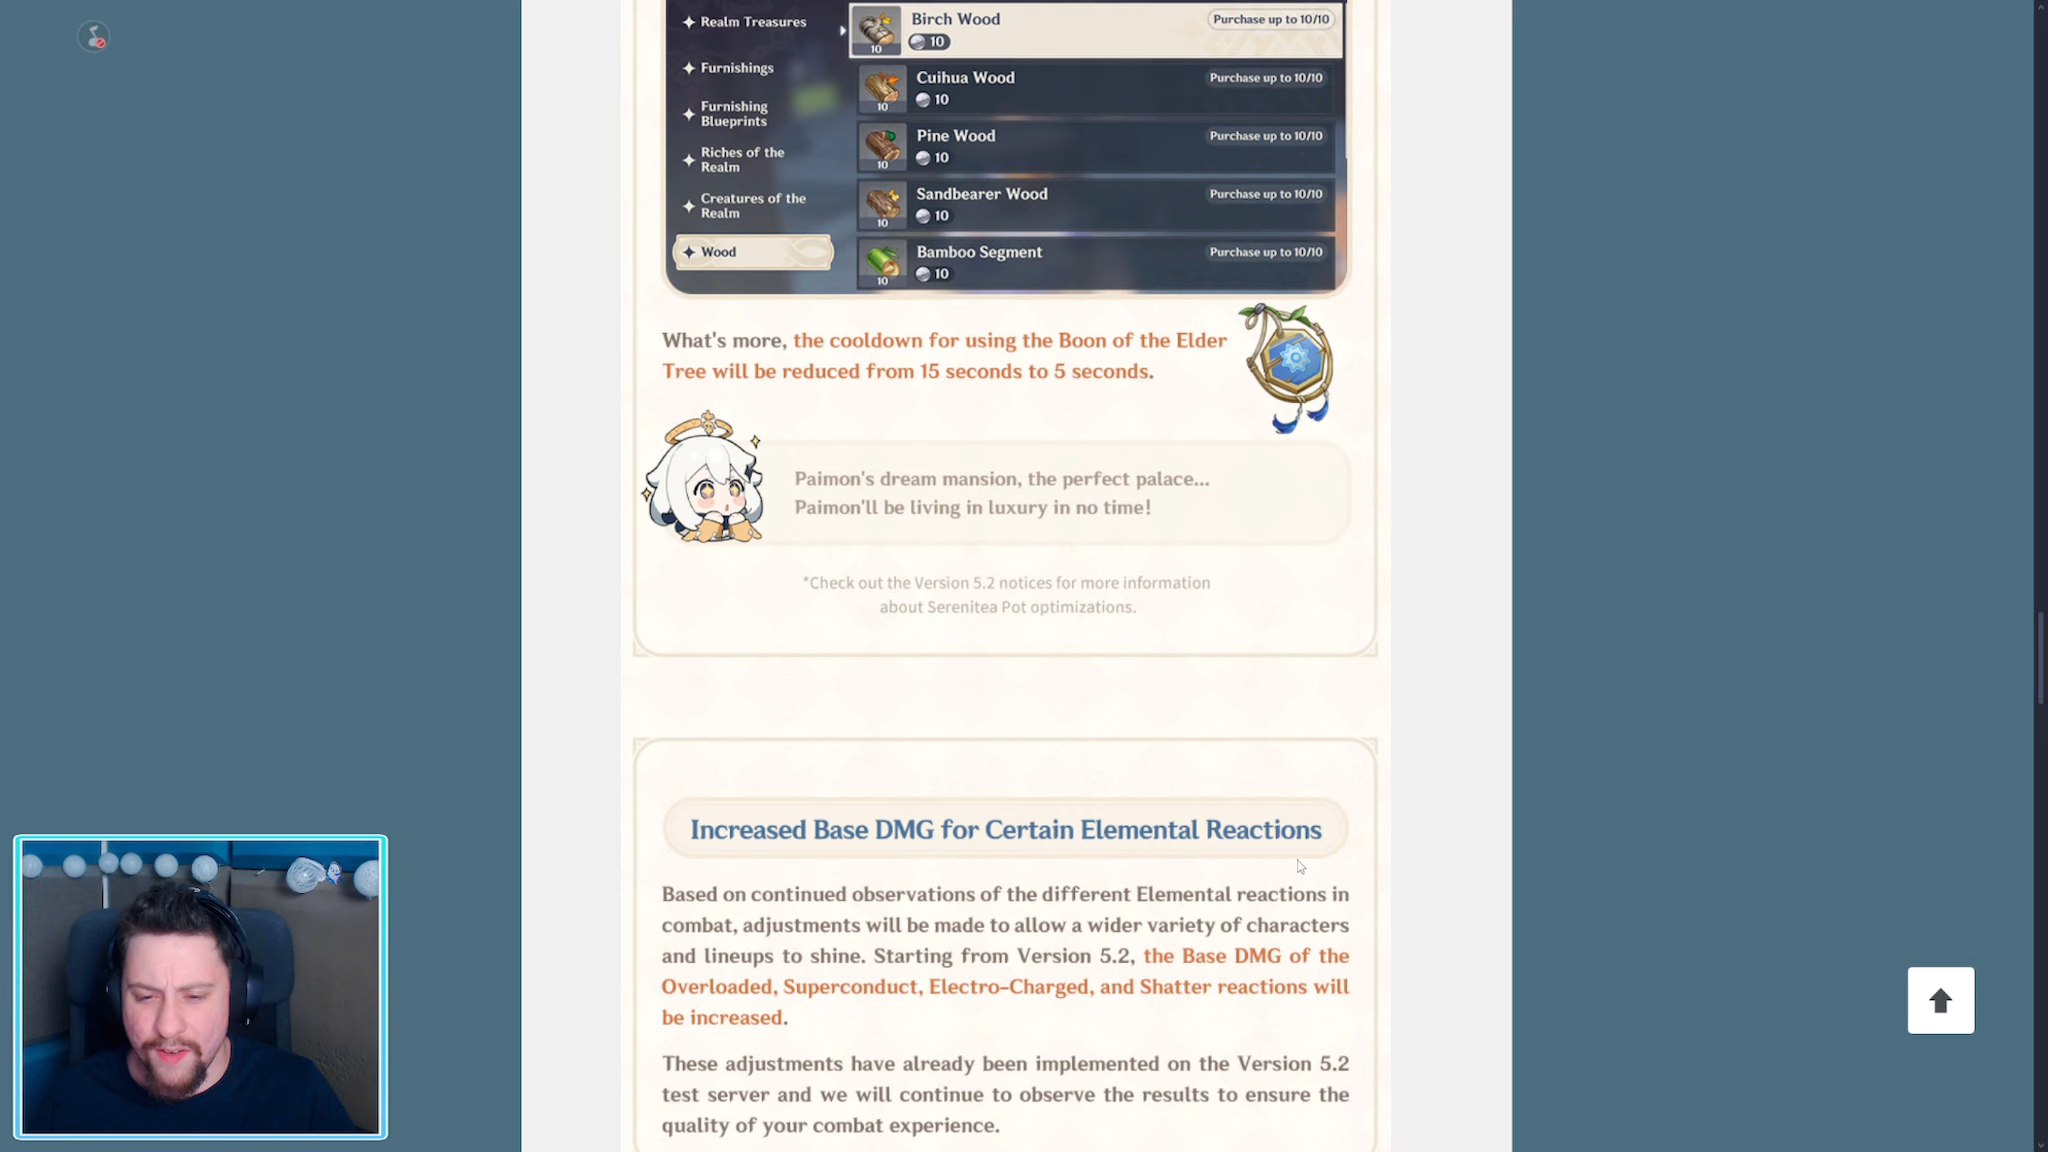 Realm Treasures
Furnishings
Furnishing
Blueprints
Riches of the
Realm
Creatures of the
Realm
Wood
Birch Wood
Purchase up to 10/10
10
10
Cuihua Wood
Purchase up to 10/10
10
10
Pine Wood
Purchase up to 10/10
10
10
Sandbearer Wood
Purchase up to 10/10
10
10
Bamboo Segment
Purchase up to 10/10
10
10
What's more, the cooldown for using the Boon of the Elder
Tree will be reduced from 15 seconds to 5 seconds.
Paimon's dream mansion, the perfect palace...
Paimon'll be living in luxury in no time!
*Check out the Version 5.2 notices for more information
about Serenitea Pot optimizations.
Increased Base DMG for Certain Elemental Reactions
Based on continued observations of the different Elemental reactions in
combat, adjustments will be made to allow a wider variety of characters
and lineups to shine. Starting from Version 5.2, the Base DMG of the
Overloaded, Superconduct, Electro-Charged, and Shatter reactions will
be increased.
These adjustments have already been implemented on the Version 5.2
test server and we will continue to observe the results to ensure the
quality of your combat experience.